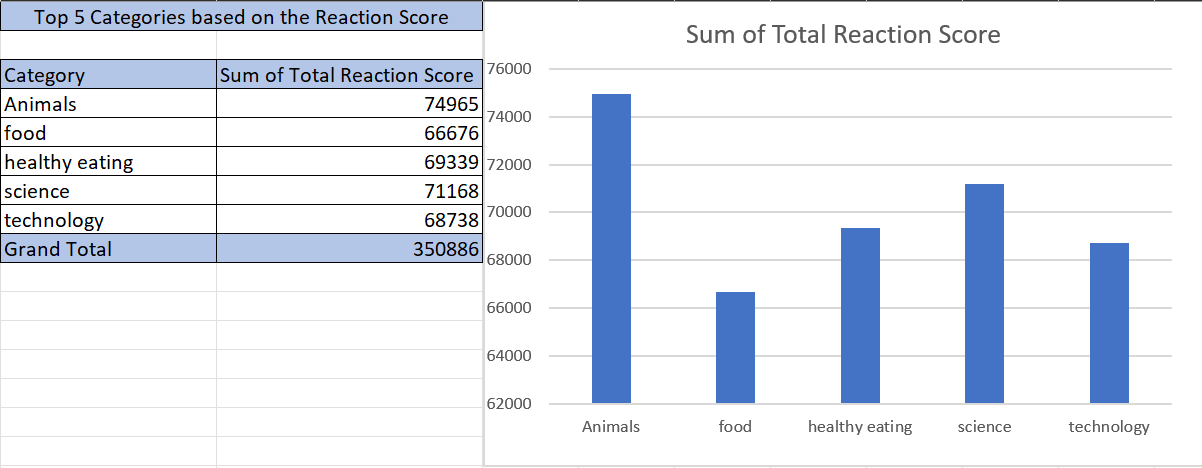 Top 5 Categories based on the Reaction Score
Category Sum of Total Reaction Score
Animals 74965
food 66676
healthy eating 69339
science 71168
technology 68738
Grand Total 350886
Sum of Total Reaction Score
76000
74000
72000
70000
68000
66000
64000
62000
Animals food healthy eating science technology